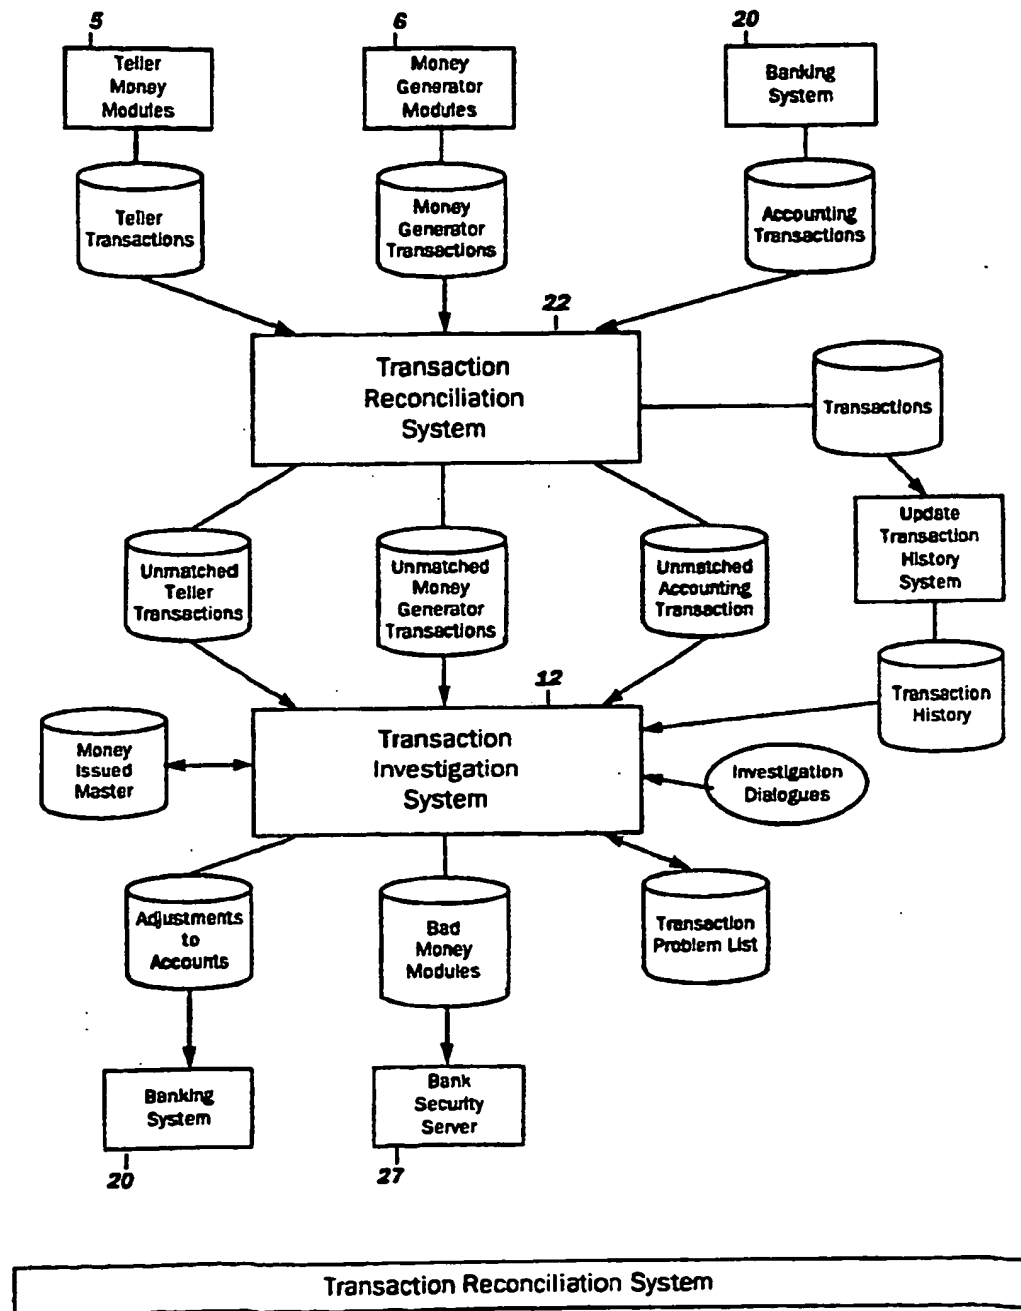 5
6
20
Teller
Money
Modules
Money
Generator
Modules
Banking
System
Teller
Transactions
Money
Generator
Transactions
Accounting
Transactions
22
Transaction
Reconciliation
System
Transactions
Update
Transaction
History
System
Unmatched
Teller
Transactions
Unmatched
Money
Generator
Transactions
Unmatched
Accounting
Transaction
Transaction
History
12
Transaction
Investigation
System
Money
Issued
Master
Investigation
Dialogues
Adjustments
to
Accounts
Bad
Money
Modules
Transaction
Problem List
Banking
System
Bank
Security
Server
20
27
Transaction Reconciliation System